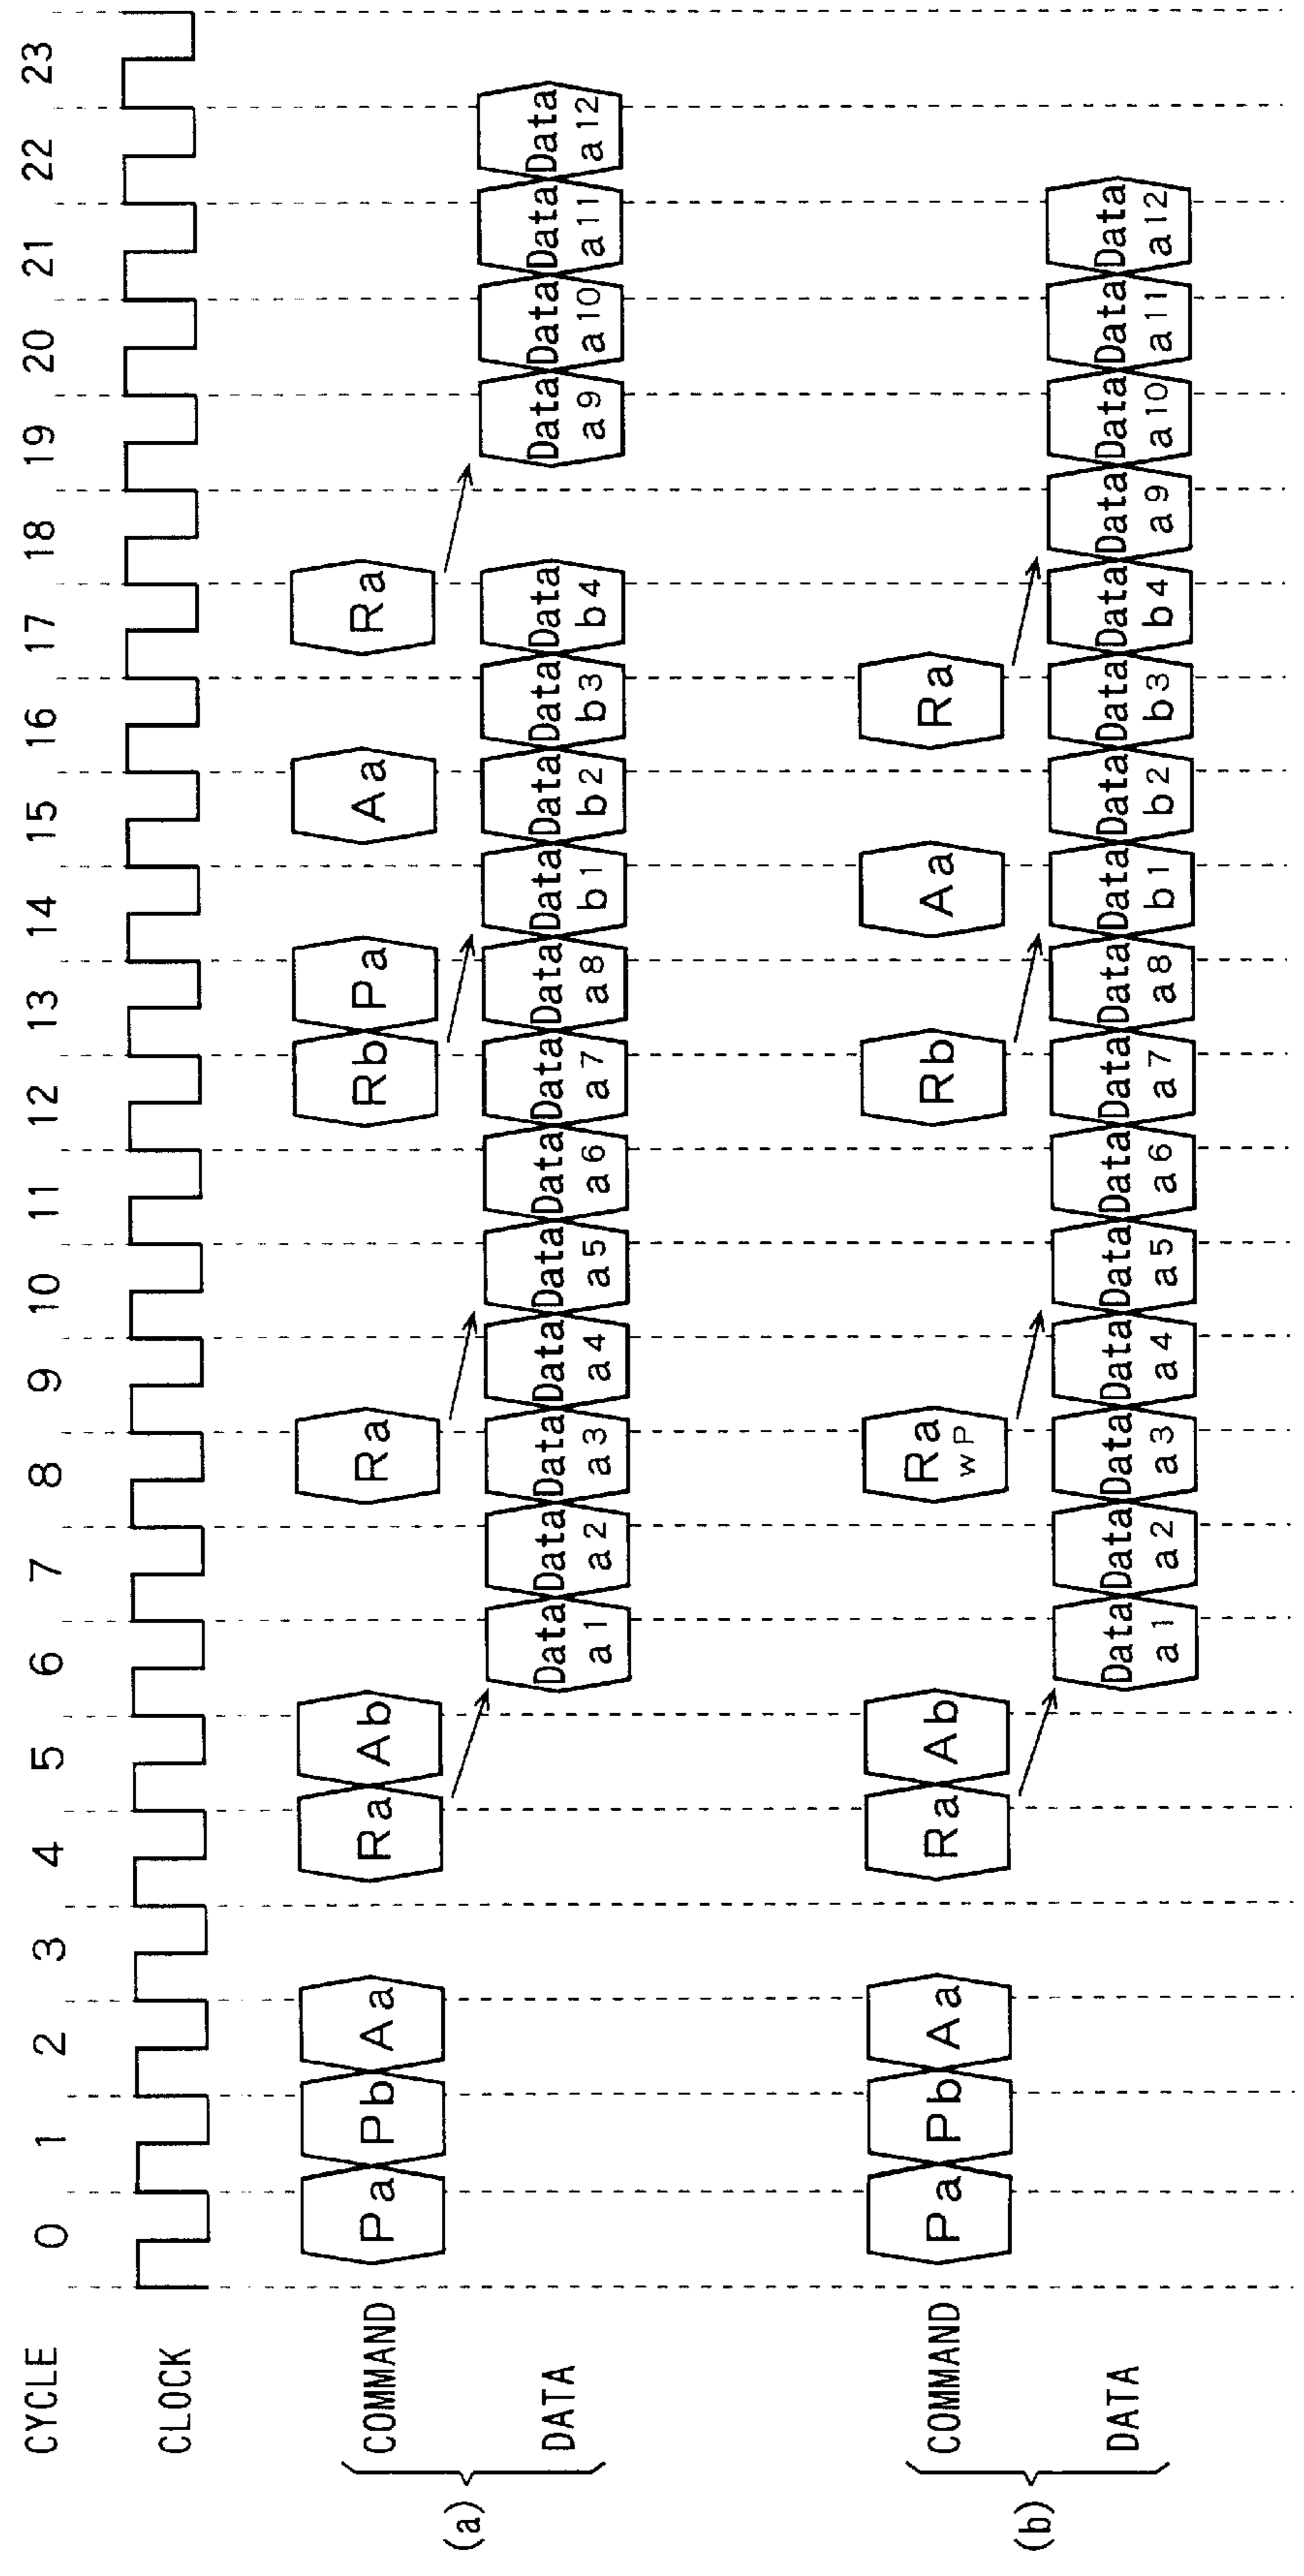 CYCLE 0 1 2 3 4 5 6 7 8 9 10 11 12 13 14 15 16 17 18 19 20 21 22 23
CLOCK
(a)
COMMAND Pa Pb Aa Ra Ab Ra Rb Pa Aa Ra
DATA Data a1 Data a2 Data a3 Data a4 Data a5 Data a6 Data a7 Data a8 Data b1 Data b2 Data b3 Data b4 Data a9 Data a10 Data a11 Data a12
(b)
COMMAND Pa Pb Aa Ra Ab Ra wP Rb Aa Ra
DATA Data a1 Data a2 Data a3 Data a4 Data a5 Data a6 Data a7 Data a8 Data b1 Data b2 Data b3 Data b4 Data a9 Data a10 Data a11 Data a12